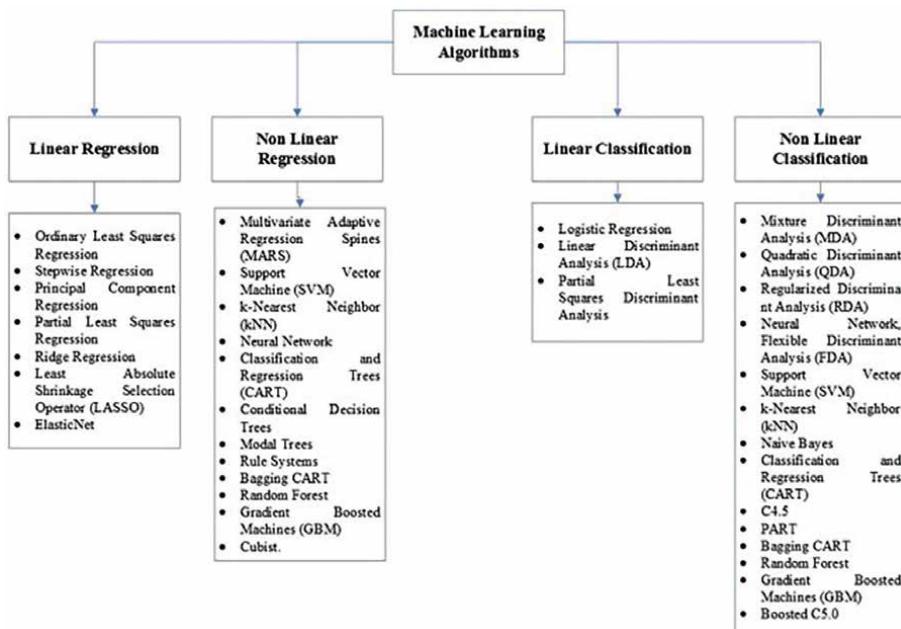 Machine Learning
Algorithms
Linear Regression
Non Linear
Regression
Linear Classification
Non Linear
Classification
• Ordinary Least Squares
Regression
• Stepwise Regression
• Principal Component
Regression
• Partial Least Squares
Regression
• Ridge Regression
• Least Absolute
Shrinkage Selection
Operator (LASSO)
• ElasticNet
• Multivariate Adaptive
Regression Spines
(MARS)
• Support Vector
Machine (SVM)
• k-Nearest Neighbor
(kNN)
• Neural Network
• Classification and
Regression Trees
(CART)
• Conditional Decision
Trees
• Modal Trees
• Rule Systems
• Bagging CART
• Random Forest
• Gradient Boosted
Machines (GBM)
• Cubist.
• Logistic Regression
• Linear Discriminant
Analysis (LDA)
• Partial Least
Squares Discriminant
Analysis
• Mixture Discriminant
Analysis (MDA)
• Quadratic Discriminant
Analysis (QDA)
• Regularized Discrimina
nt Analysis (RDA)
• Neural Network,
Flexible Discriminant
Analysis (FDA)
• Support Vector
Machine (SVM)
• k-Nearest Neighbor
(kNN)
• Naive Bayes
• Classification and
Regression Trees
(CART)
• C4.5
• PART
• Bagging CART
• Random Forest
• Gradient Boosted
Machines (GBM)
• Boosted C5.0